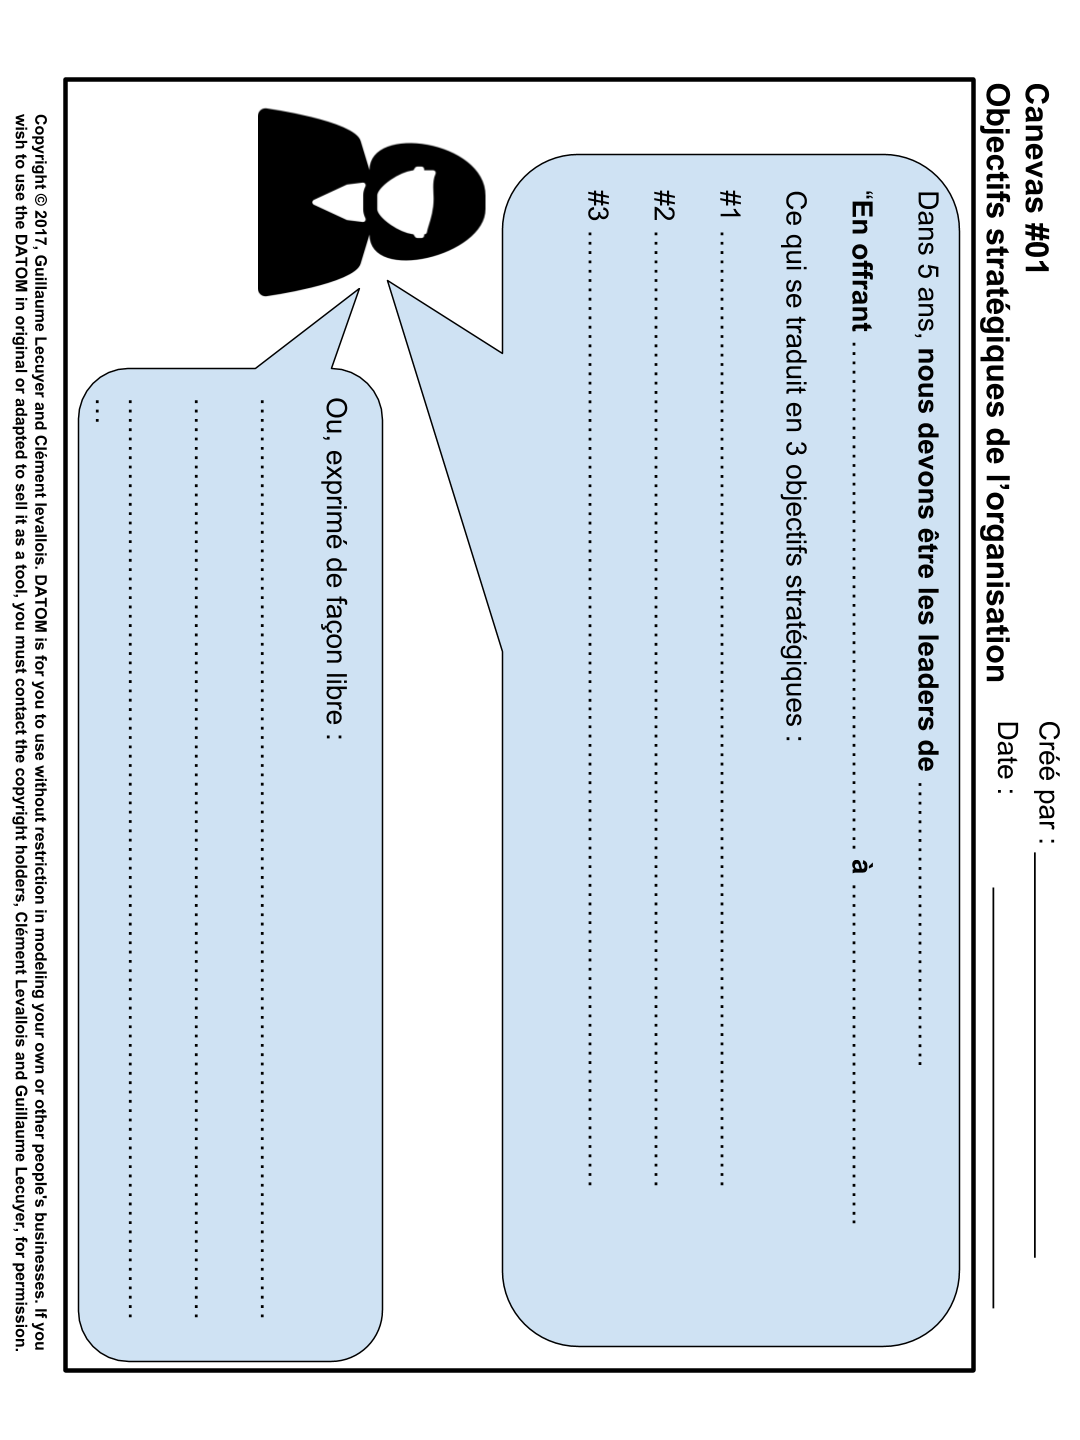 Canevas #01
Objectifs stratégiques de l’organisation
Créé par :
Date :
Dans 5 ans, nous devons être les leaders de ................................
“En offrant ........................................................ à ......................................
Ce qui se traduit en 3 objectifs stratégiques :
#1 ..........................................................................................................
#2 ..........................................................................................................
#3 ..........................................................................................................
Ou, exprimé de façon libre :
......................................................................................................
......................................................................................................
......................................................................................................
...
Copyright © 2017, Guillaume Lecuyer and Clément levallois. DATOM is for you to use without restriction in modeling your own or other people's businesses. If you
wish to use the DATOM in original or adapted to sell it as a tool, you must contact the copyright holders, Clément Levallois and Guillaume Lecuyer, for permission.